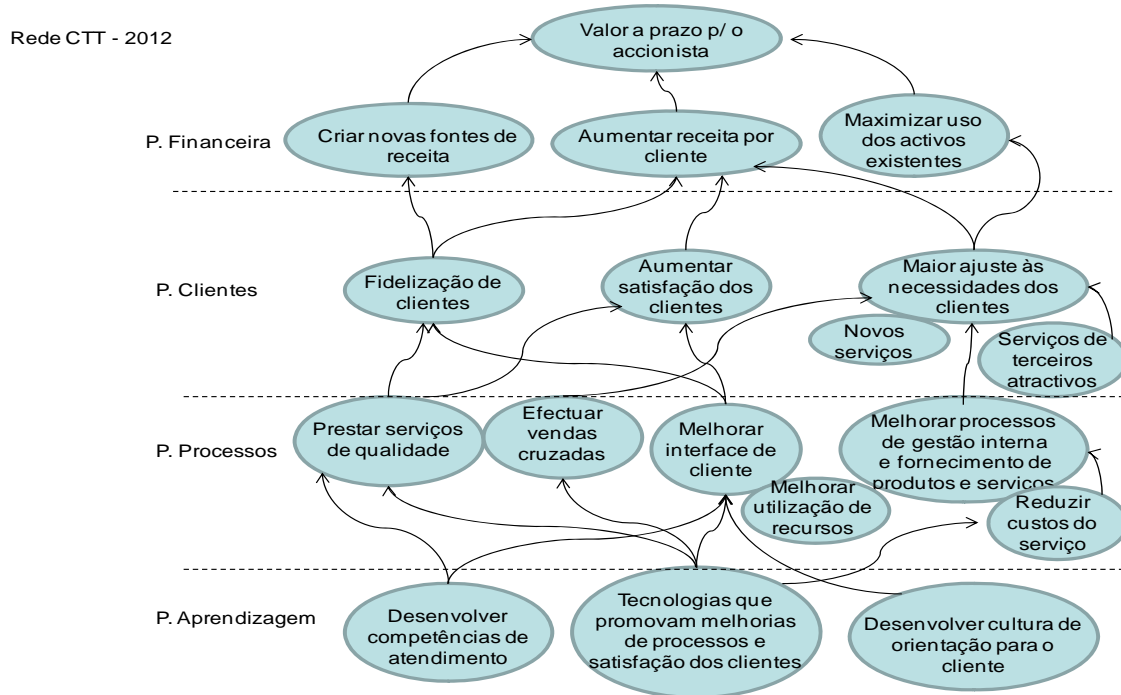 Rede CTT - 2012
Valor a prazo p/ o
accionista
P. Financeira
Criar novas fontes de
receita
Aumentar receita por
cliente
Maximizar uso
dos activos
existentes
P. Clientes
Fidelização de
clientes
Aumentar
satisfação dos
clientes
Maior ajuste às
necessidades dos
clientes
Novos
serviços
Serviços de
terceiros
atractivos
P. Processos
Prestar serviços
de qualidade
Efectuar
vendas
cruzadas
Melhorar
interface de
cliente
Melhorar
utilização de
recursos
Melhorar processos
de gestão interna
e fornecimento de
produtos e serviços
Reduzir
custos do
serviço
P. Aprendizagem
Desenvolver
competências de
atendimento
Tecnologias que
promovam melhorias
de processos e
satisfação dos clientes
Desenvolver cultura de
orientação para o
cliente